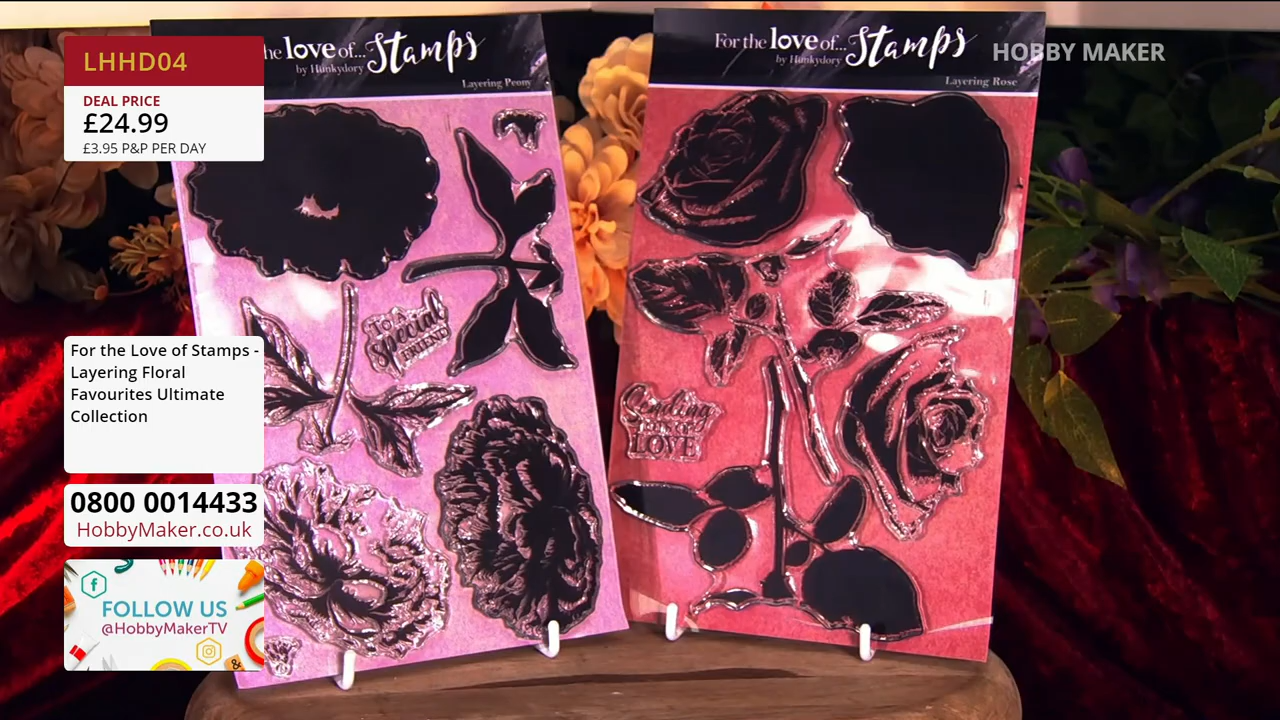 LHHD04
DEAL PRICE
£24.99
£3.95 P&P PER DAY
For the Love of Stamps -
Layering Floral
Favourites Ultimate
Collection
0800 0014433
HobbyMaker.co.uk
FOLLOW US
@HobbyMakerTV
&
he love of... Stamps
by Hunkydory
Layering Peony
To a
Special
FRIEND
For the love of... Stamps
by Hunkydory
Layering Rose
Sending
LOVE
HOBBY MAKER